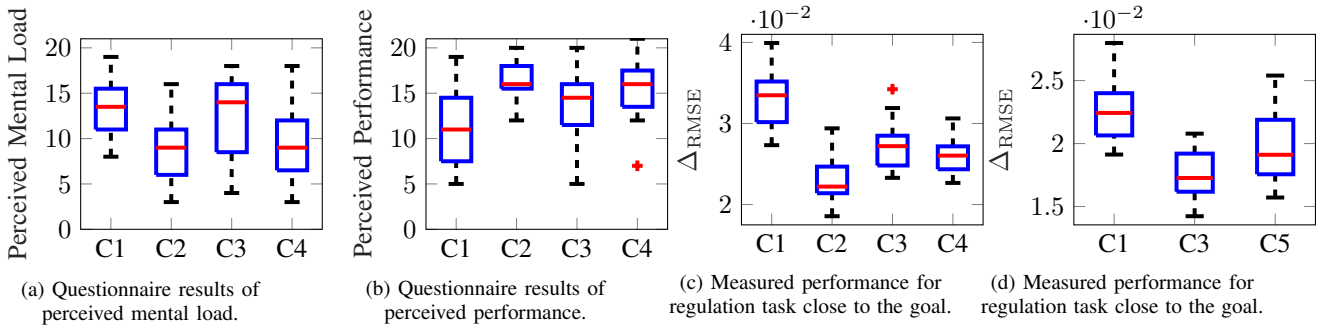 Perceived Mental Load
20
15
10
5
0
C1 C2 C3 C4
(a) Questionnaire results of
perceived mental load.
Perceived Performance
20
15
10
5
0
C1 C2 C3 C4
(b) Questionnaire results of
perceived performance.
·10⁻²
ΔRMSE
4
3
2
C1 C2 C3 C4
(c) Measured performance for
regulation task close to the goal.
·10⁻²
ΔRMSE
2.5
2
1.5
C1 C3 C5
(d) Measured performance for
regulation task close to the goal.